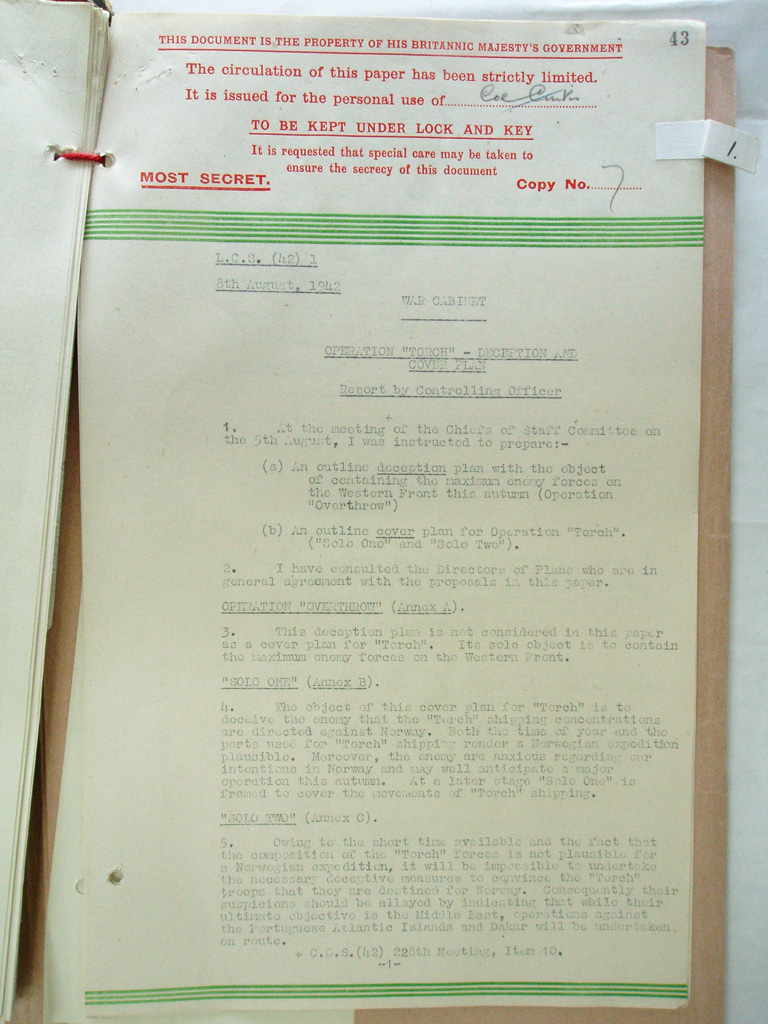 43
THIS DOCUMENT IS THE PROPERTY OF HIS BRITANNIC MAJESTY'S GOVERNMENT
The circulation of this paper has been strictly limited.
It is issued for the personal use of
TO BE KEPT UNDER LOCK AND KEY
It is requested that special care may be taken to
ensure the secrecy of this document
MOST SECRET.
Copy No. 7
1.
L.C.S. (42) 1
8th August, 1942
WAR CABINET
OPERATION "TORCH" - DECEPTION AND
COVER PLAN
Report by Controlling Officer
+
1. At the meeting of the Chiefs of Staff Committee on
the 5th August, I was instructed to prepare:-
(a) An outline deception plan with the object
of containing the maximum enemy forces on
the Western Front this autumn (Operation
"Overthrow")
(b) An outline cover plan for Operation "Torch".
("Solo One" and "Solo Two").
2. I have consulted the Directors of Plans who are in
general agreement with the proposals in this paper.
OPERATION "OVERTHROW" (Annex A).
3. This deception plan is not considered in this paper
as a cover plan for "Torch". Its sole object is to contain
the maximum enemy forces on the Western Front.
"SOLO ONE" (Annex B).
4. The object of this cover plan for "Torch" is to
deceive the enemy that the "Torch" shipping concentrations
are directed against Norway. Both the time of year and the
ports used for "Torch" shipping render a Norwegian expedition
plausible. Moreover, the enemy are anxious regarding our
intentions in Norway and may well anticipate a major
operation this autumn. At a later stage "Solo One" is
framed to cover the movements of "Torch" shipping.
"SOLO TWO" (Annex C).
5. Owing to the short time available and the fact that
the composition of the "Torch" forces is not plausible for
a Norwegian expedition, it will be impossible to undertake
the necessary deceptive measures to convince the "Torch"
troops that they are destined for Norway. Consequently their
suspicions should be allayed by indicating that while their
ultimate objective is the Middle East, operations against
the Portuguese Atlantic Islands and Dakar will be undertaken
en route.
+ C.O.S.(42) 228th Meeting, Item 10.
-1-